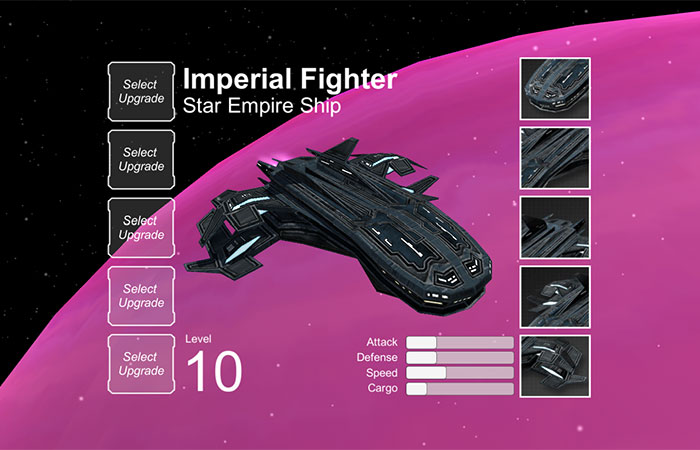 Imperial Fighter
Star Empire Ship
Select
Upgrade
Select
Upgrade
Select
Upgrade
Select
Upgrade
Select
Upgrade
Level
10
Attack
Defense
Speed
Cargo